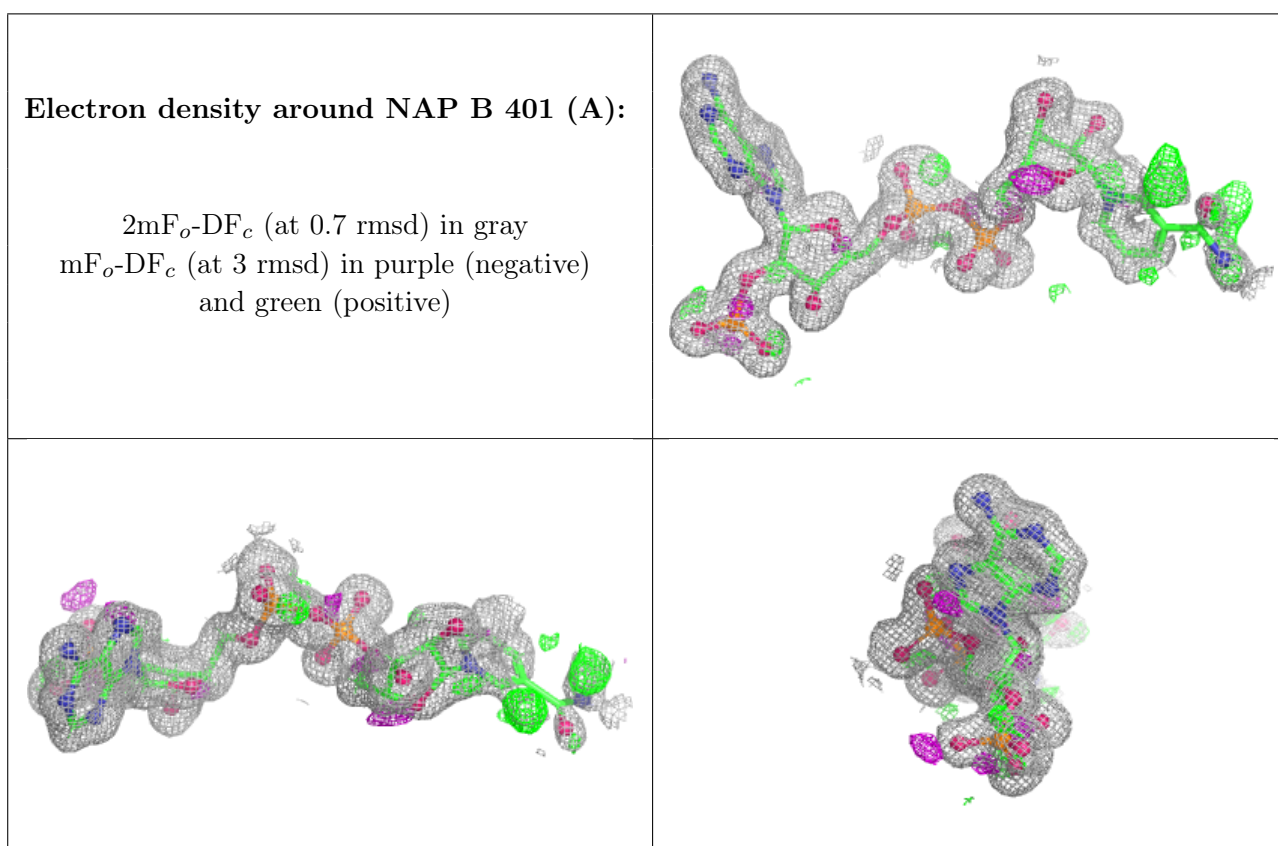 Electron density around NAP B 401 (A):
2mFo-DFc (at 0.7 rmsd) in gray
mFo-DFc (at 3 rmsd) in purple (negative)
and green (positive)